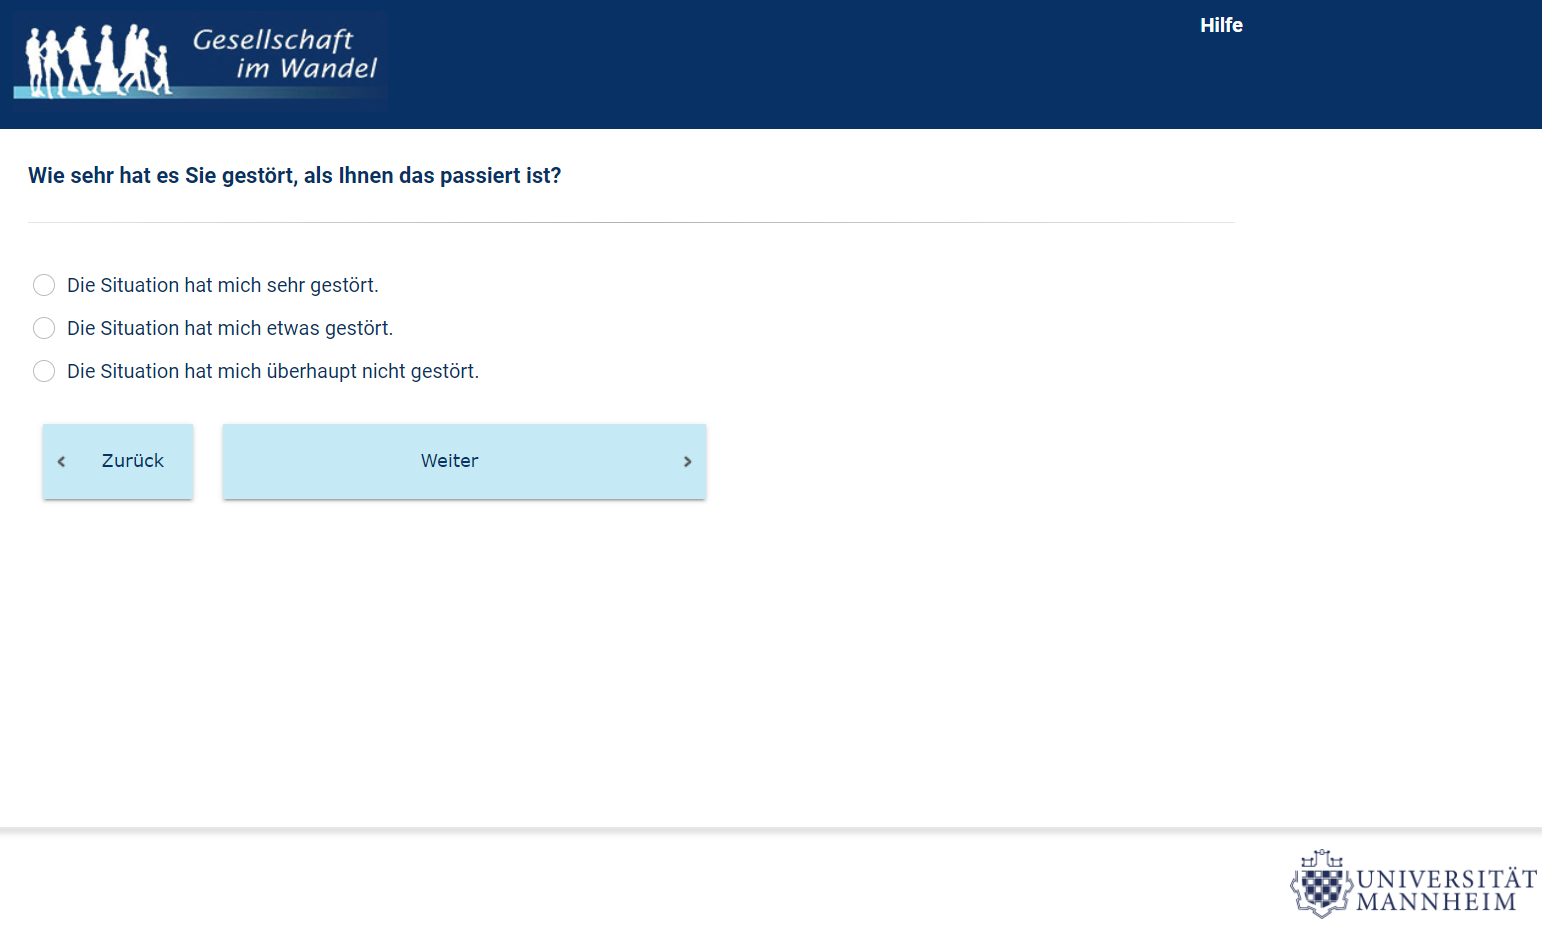 Gesellschaft
im Wandel
Hilfe
Wie sehr hat es Sie gestört, als Ihnen das passiert ist?
Die Situation hat mich sehr gestört.
Die Situation hat mich etwas gestört.
Die Situation hat mich überhaupt nicht gestört.
Zurück
Weiter
UNIVERSITÄT
MANNHEIM